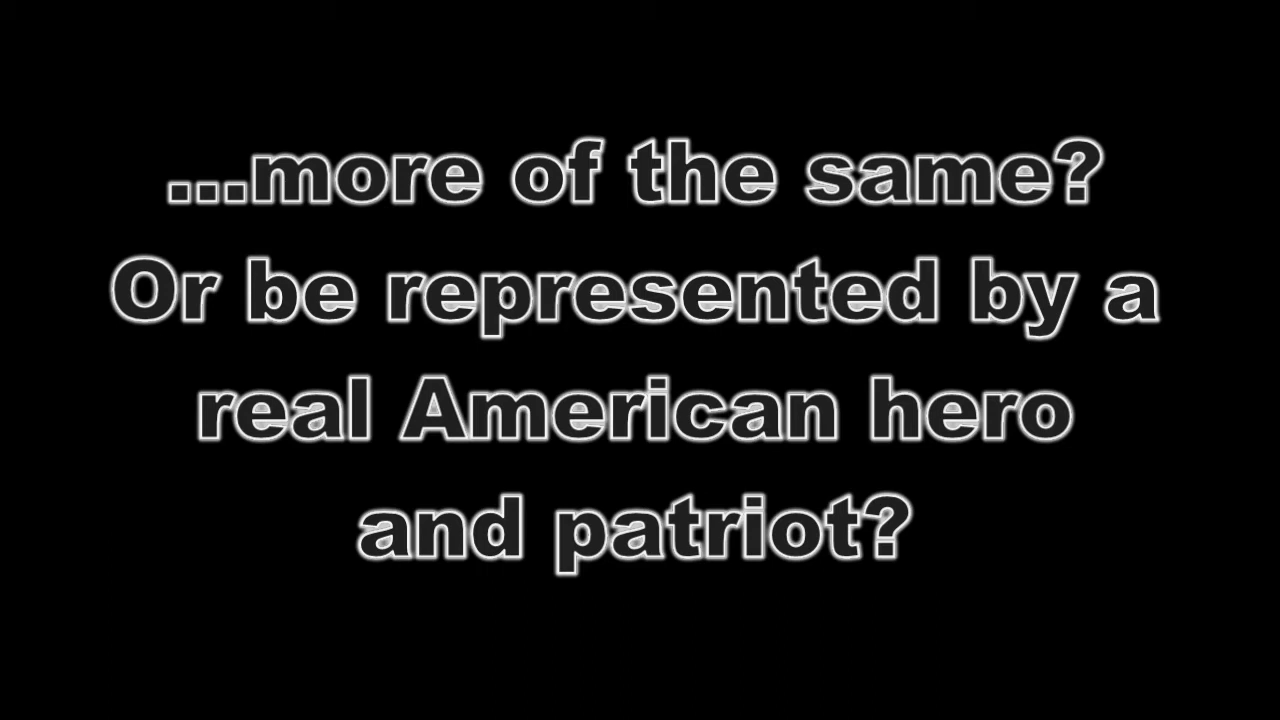 ...more of the same?
Or be represented by a
real American hero
and patriot?